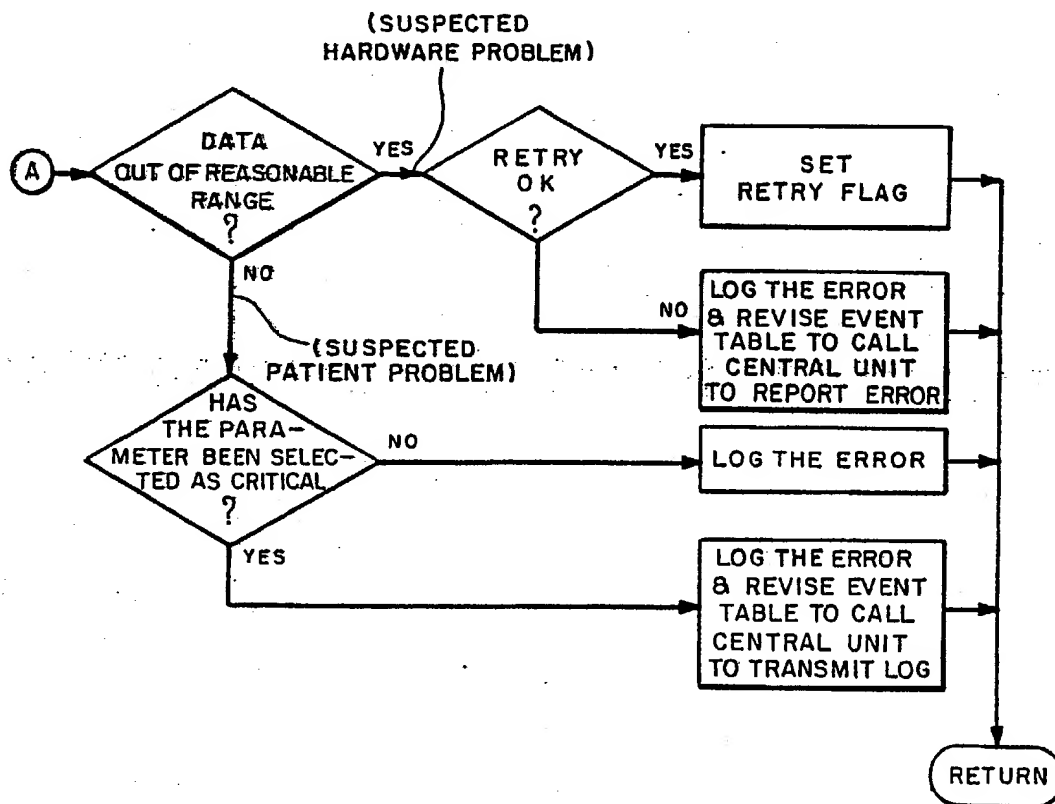 (SUSPECTED
HARDWARE PROBLEM)
A
DATA
OUT OF REASONABLE
RANGE
?
YES
RETRY
OK
?
YES
SET
RETRY FLAG
NO
NO
LOG THE ERROR
& REVISE EVENT
TABLE TO CALL
CENTRAL UNIT
TO REPORT ERROR
(SUSPECTED
PATIENT PROBLEM)
HAS
THE PARA-
METER BEEN SELEC-
TED AS CRITICAL
?
NO
LOG THE ERROR
YES
LOG THE ERROR
& REVISE EVENT
TABLE TO CALL
CENTRAL UNIT
TO TRANSMIT LOG
RETURN